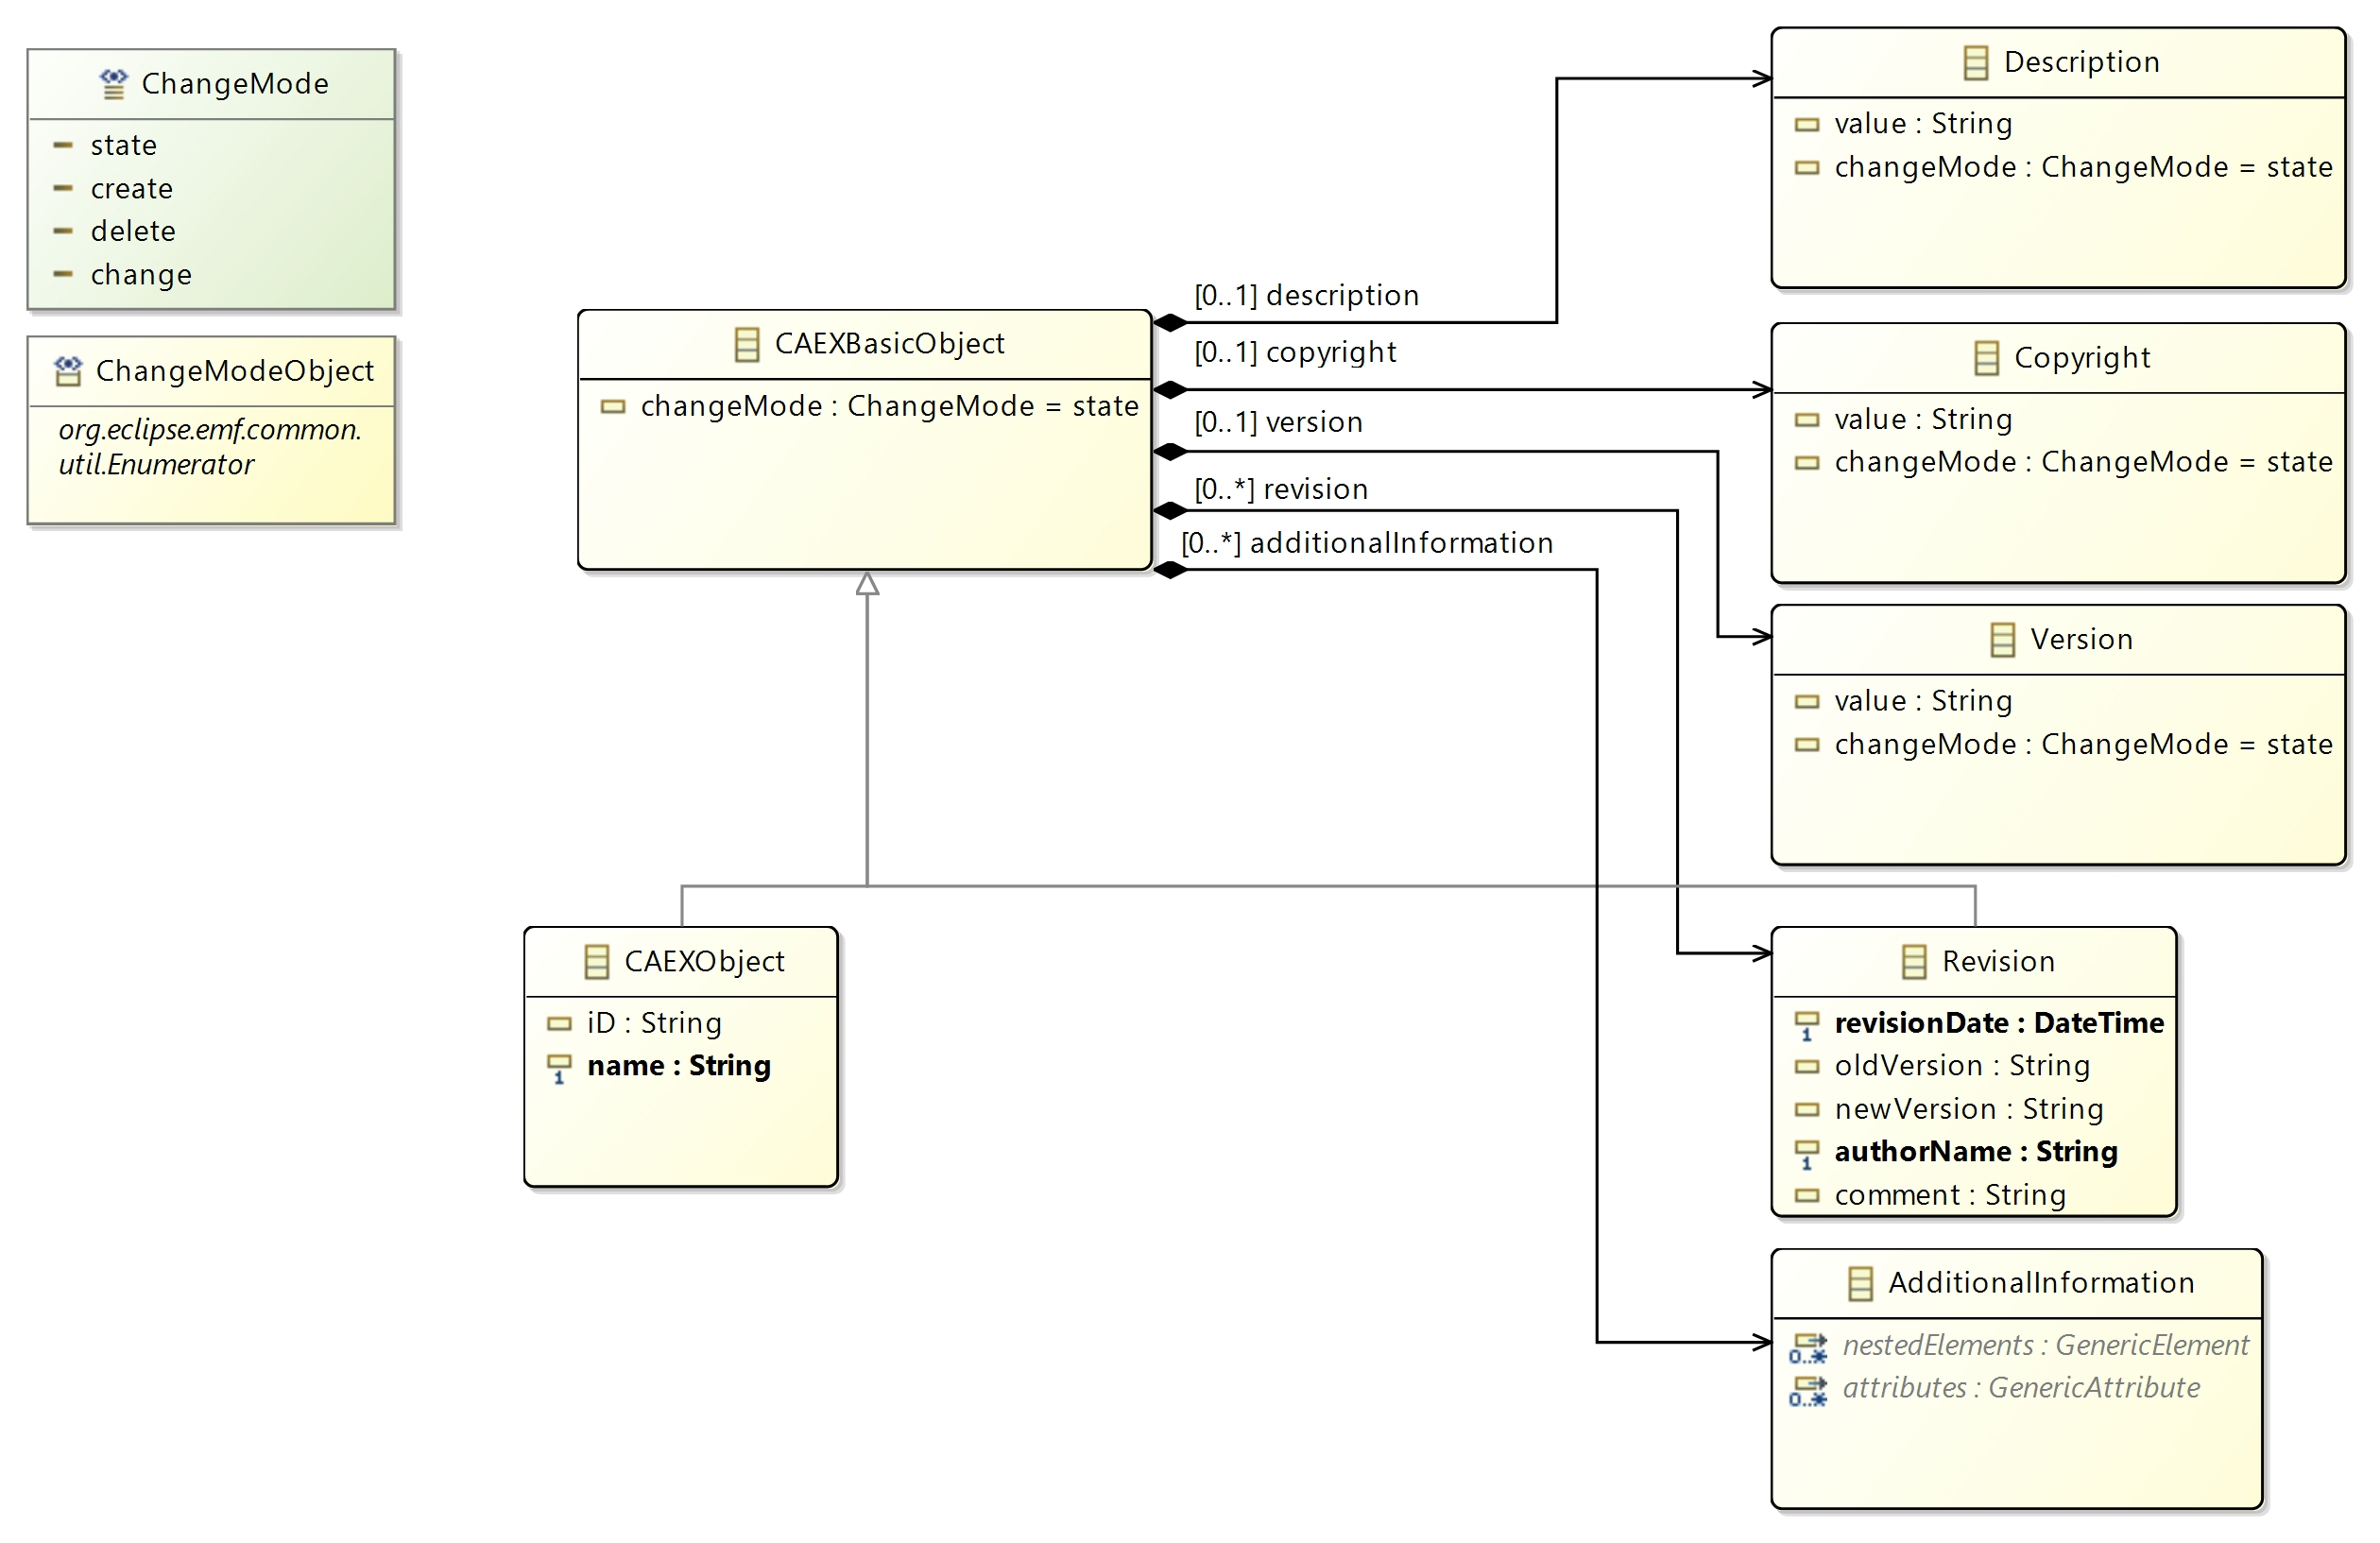 ChangeMode
state
create
delete
change
ChangeModeObject
org.eclipse.emf.common.
util.Enumerator
CAEXBasicObject
changeMode : ChangeMode = state
[0..1] description
[0..1] copyright
[0..1] version
[0..*] revision
[0..*] additionalInformation
Description
value : String
changeMode : ChangeMode = state
Copyright
value : String
changeMode : ChangeMode = state
Version
value : String
changeMode : ChangeMode = state
CAEXObject
iD : String
1 name : String
Revision
1 revisionDate : DateTime
oldVersion : String
newVersion : String
1 authorName : String
comment : String
AdditionalInformation
0..* nestedElements : GenericElement
0..* attributes : GenericAttribute